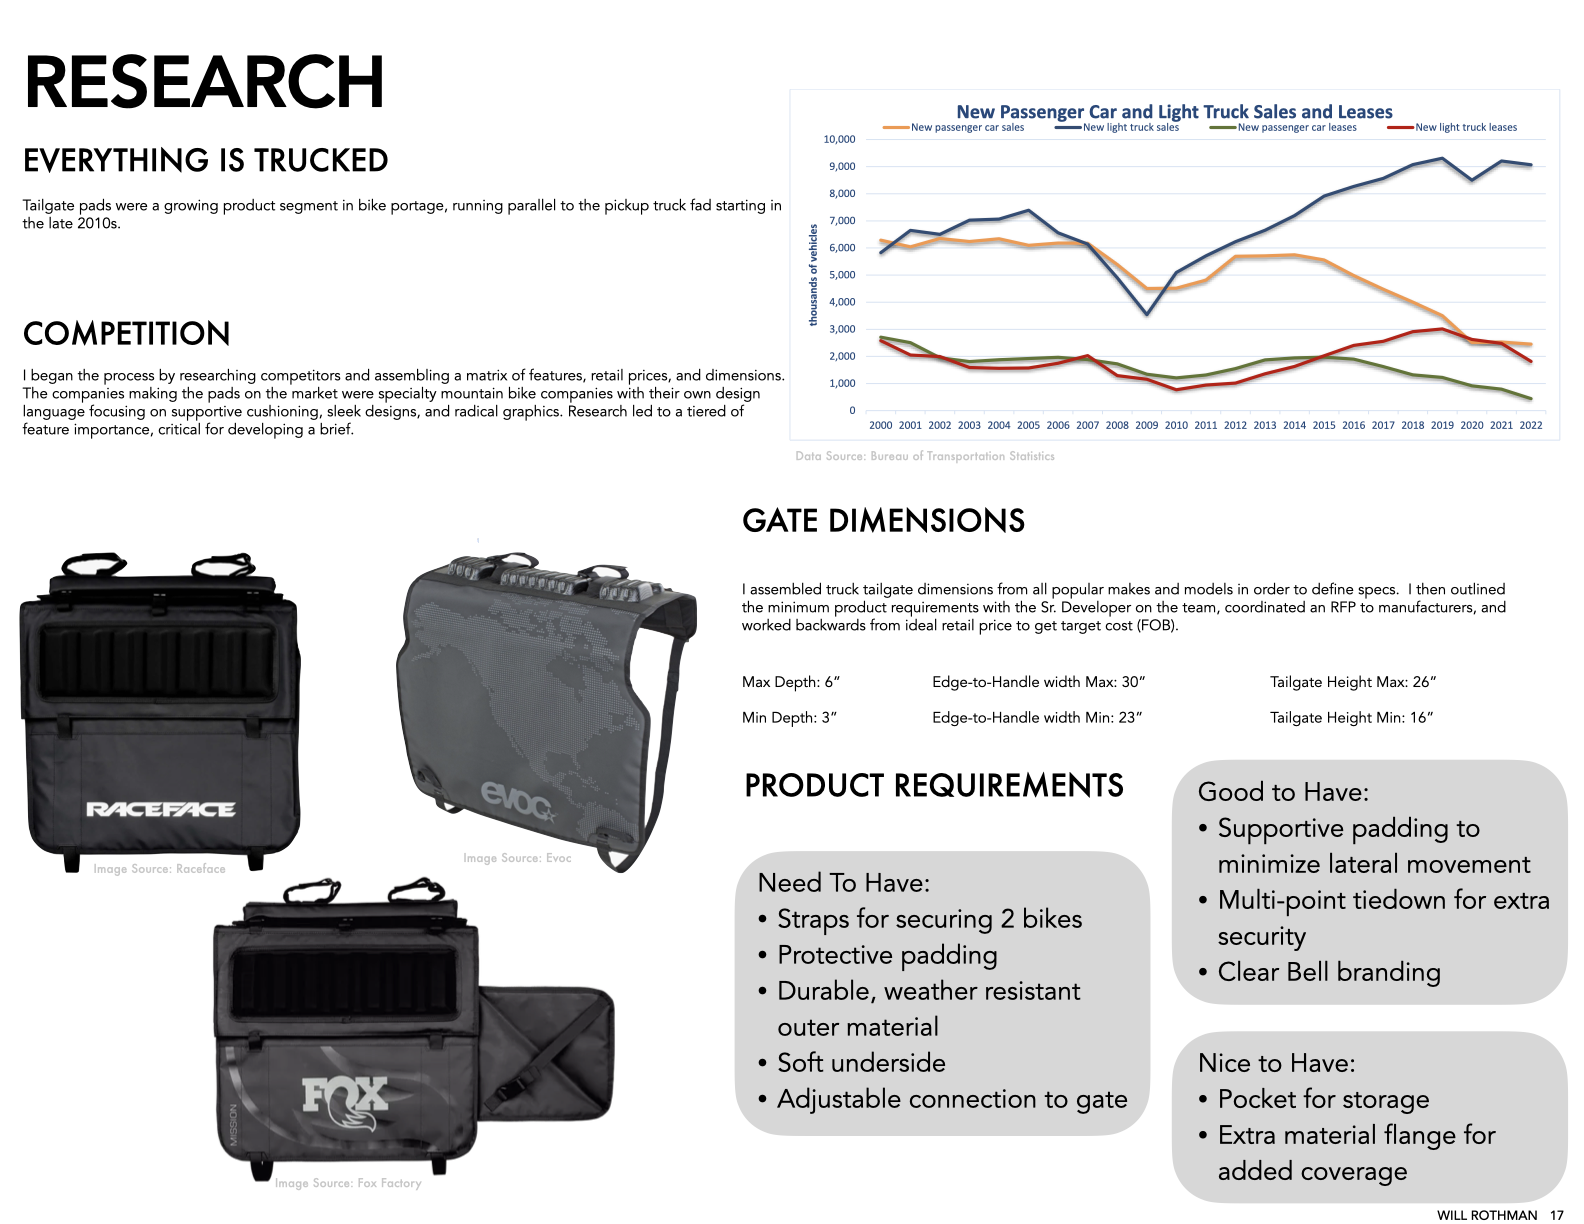 RESEARCH
EVERYTHING IS TRUCKED
Tailgate pads were a growing product segment in bike portage, running parallel to the pickup truck fad starting in
the late 2010s.
COMPETITION
I began the process by researching competitors and assembling a matrix of features, retail prices, and dimensions.
The companies making the pads on the market were specialty mountain bike companies with their own design
language focusing on supportive cushioning, sleek designs, and radical graphics. Research led to a tiered of
feature importance, critical for developing a brief.
New Passenger Car and Light Truck Sales and Leases
New passenger car sales New light truck sales New passenger car leases New light truck leases
thousands of vehicles
10,000
9,000
8,000
7,000
6,000
5,000
4,000
3,000
2,000
1,000
0
2000 2001 2002 2003 2004 2005 2006 2007 2008 2009 2010 2011 2012 2013 2014 2015 2016 2017 2018 2019 2020 2021 2022
Data Source: Bureau of Transportation Statistics
RACEFACE
Image Source: Raceface
evoc
Image Source: Evoc
FOX
MISSION
Image Source: Fox Factory
GATE DIMENSIONS
I assembled truck tailgate dimensions from all popular makes and models in order to define specs.  I then outlined
the minimum product requirements with the Sr. Developer on the team, coordinated an RFP to manufacturers, and
worked backwards from ideal retail price to get target cost (FOB).
Max Depth: 6” Edge-to-Handle width Max: 30” Tailgate Height Max: 26”
Min Depth: 3” Edge-to-Handle width Min: 23” Tailgate Height Min: 16”
PRODUCT REQUIREMENTS
Need To Have:
• Straps for securing 2 bikes
• Protective padding
• Durable, weather resistant
outer material
• Soft underside
• Adjustable connection to gate
Good to Have:
• Supportive padding to
minimize lateral movement
• Multi-point tiedown for extra
security
• Clear Bell branding
Nice to Have:
• Pocket for storage
• Extra material flange for
added coverage
WILL ROTHMAN 17